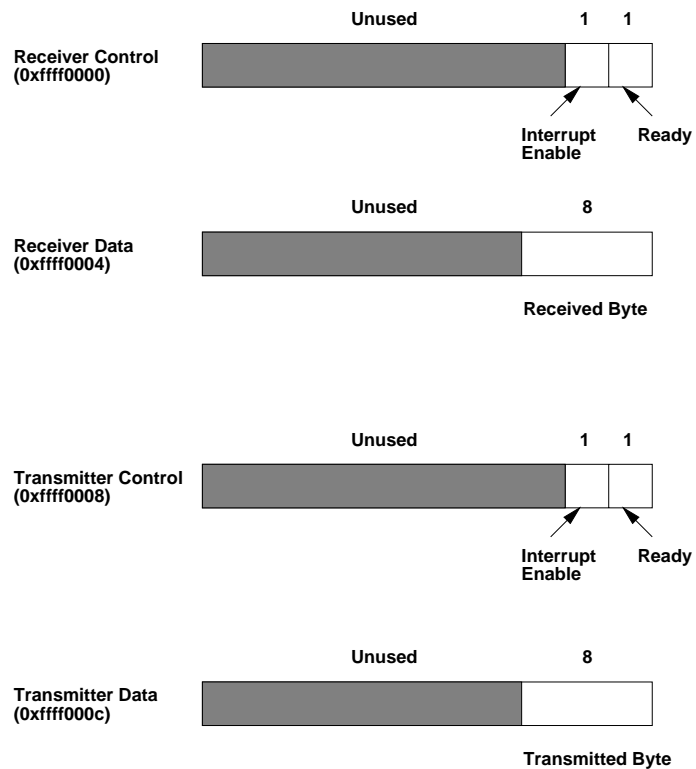 Unused 1 1
Receiver Control
(0xffff0000)
Interrupt
Enable
Ready
Unused 8
Receiver Data
(0xffff0004)
Received Byte
Unused 1 1
Transmitter Control
(0xffff0008)
Interrupt
Enable
Ready
Unused 8
Transmitter Data
(0xffff000c)
Transmitted Byte